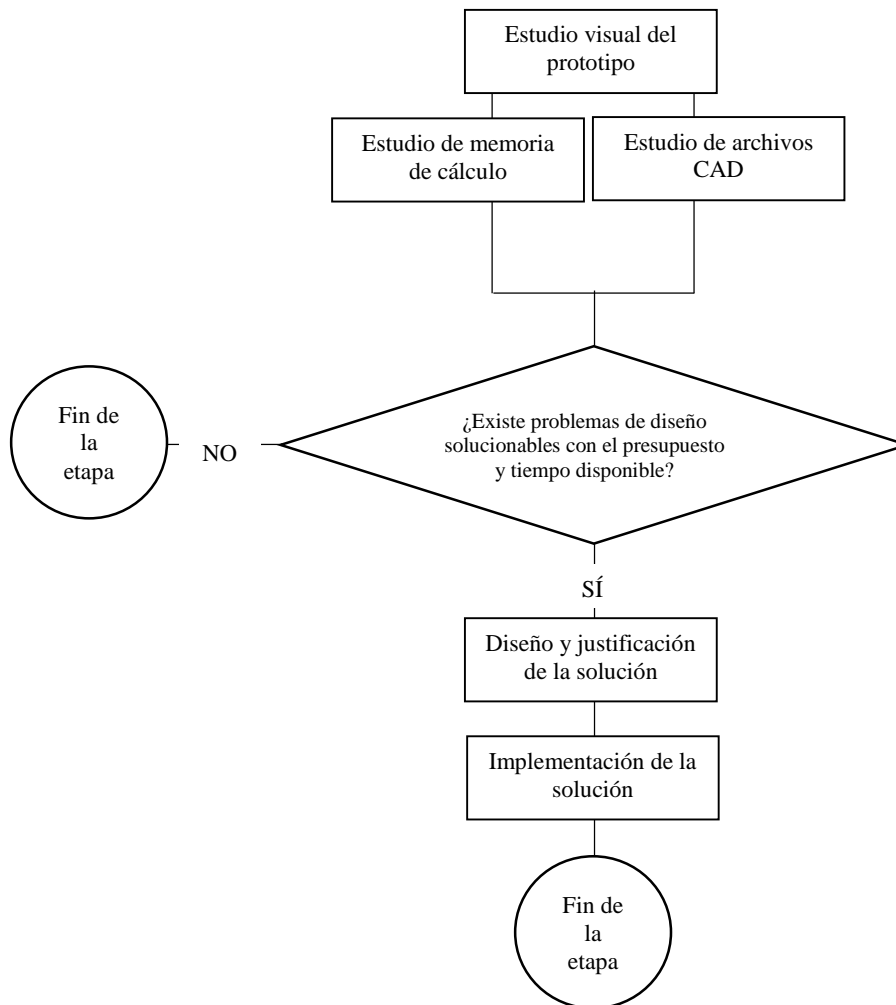 Estudio visual del
prototipo
Estudio de memoria
de cálculo
Estudio de archivos
CAD
¿Existe problemas de diseño
solucionables con el presupuesto
y tiempo disponible?
Fin de
la
etapa
NO
SÍ
Diseño y justificación
de la solución
Implementación de la
solución
Fin de
la
etapa